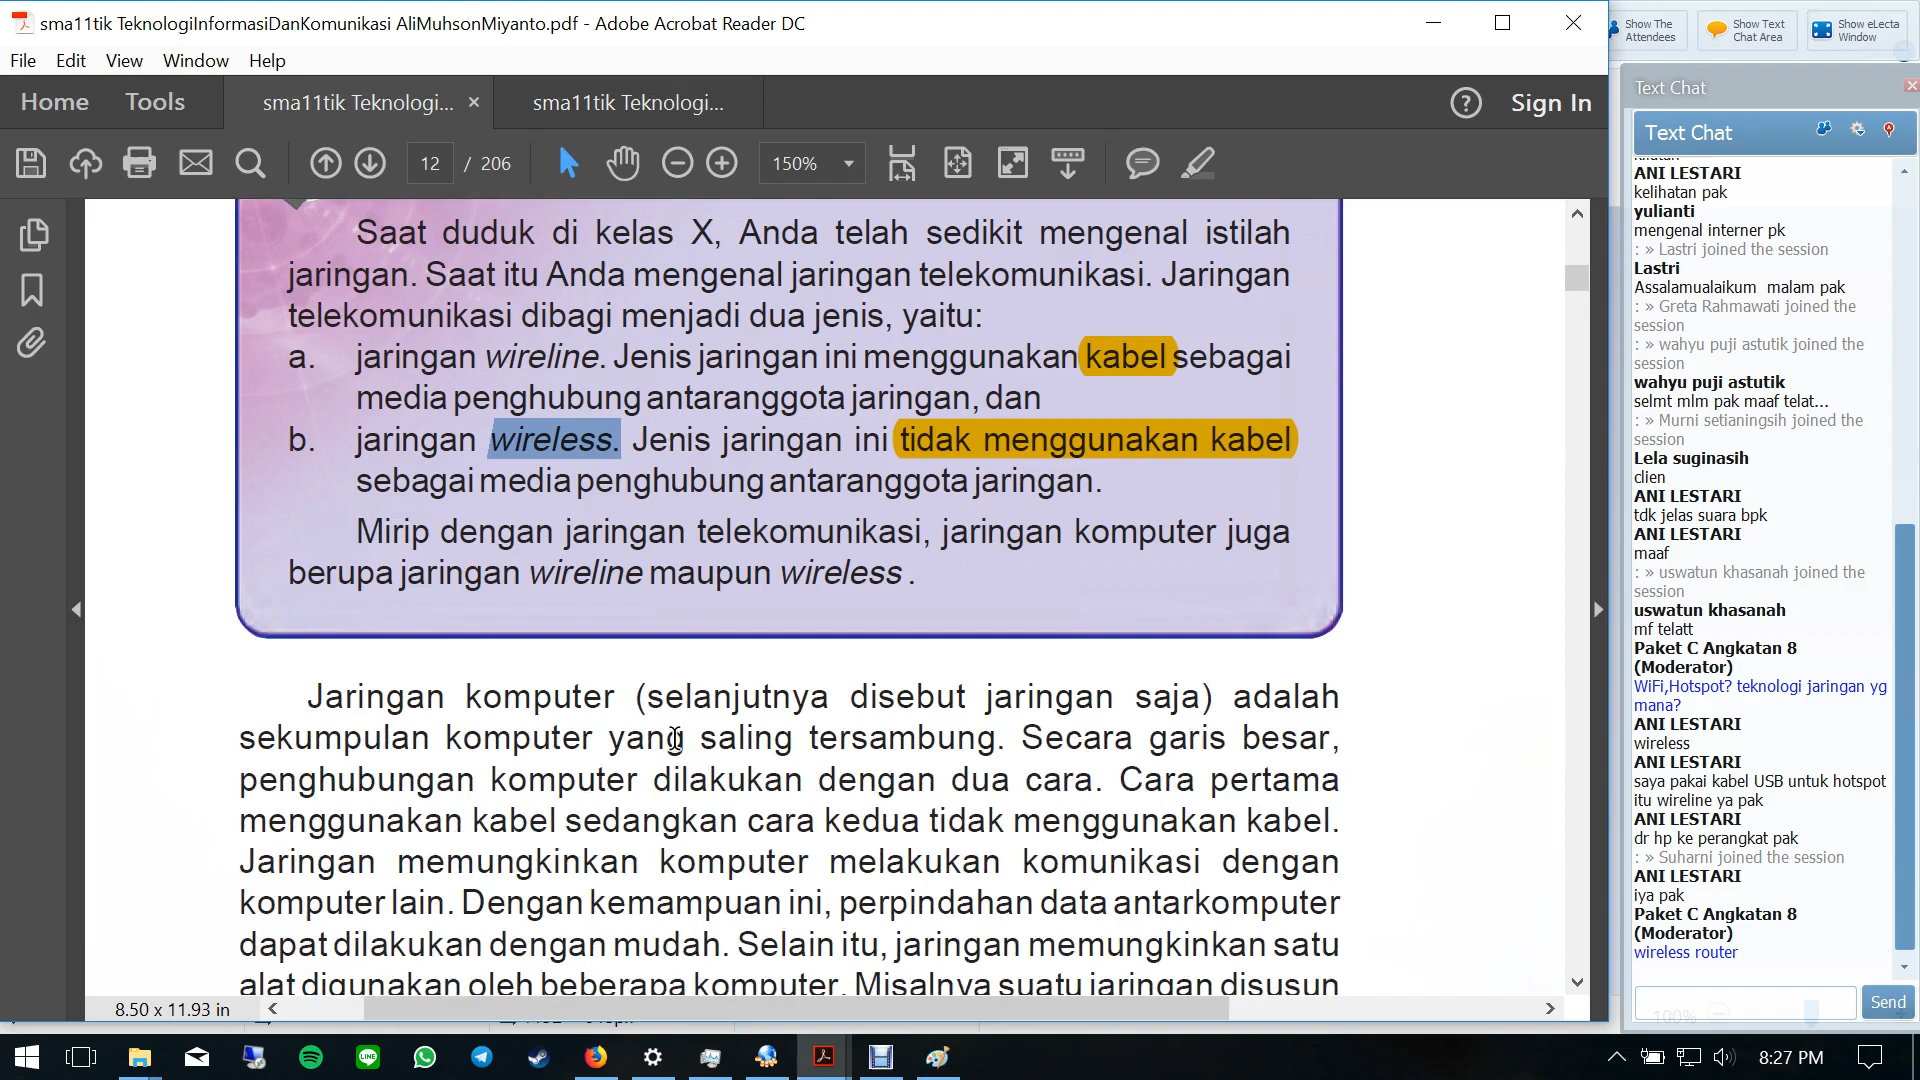 sma11tik TeknologiInformasiDanKomunikasi AliMuhsonMiyanto.pdf - Adobe Acrobat Reader DC
File Edit View Window Help
Home Tools sma11tik Teknologi... × sma11tik Teknologi... Sign In
12 / 206 150%
Saat duduk di kelas X, Anda telah sedikit mengenal istilah
jaringan. Saat itu Anda mengenal jaringan telekomunikasi. Jaringan
telekomunikasi dibagi menjadi dua jenis, yaitu:
a. jaringan wireline. Jenis jaringan ini menggunakan kabel sebagai
media penghubung antaranggota jaringan, dan
b. jaringan wireless. Jenis jaringan ini tidak menggunakan kabel
sebagai media penghubung antaranggota jaringan.
Mirip dengan jaringan telekomunikasi, jaringan komputer juga
berupa jaringan wireline maupun wireless .
Jaringan komputer (selanjutnya disebut jaringan saja) adalah
sekumpulan komputer yang saling tersambung. Secara garis besar,
penghubungan komputer dilakukan dengan dua cara. Cara pertama
menggunakan kabel sedangkan cara kedua tidak menggunakan kabel.
Jaringan memungkinkan komputer melakukan komunikasi dengan
komputer lain. Dengan kemampuan ini, perpindahan data antarkomputer
dapat dilakukan dengan mudah. Selain itu, jaringan memungkinkan satu
alat digunakan oleh beberapa komputer. Misalnya suatu jaringan disusun
8.50 x 11.93 in
Show The
Attendees
Show Text
Chat Area
Show eLecta
Window
Text Chat
Text Chat
ANI LESTARI
kelihatan pak
yulianti
mengenal interner pk
: » Lastri joined the session
Lastri
Assalamualaikum malam pak
: » Greta Rahmawati joined the
session
: » wahyu puji astutik joined the
session
wahyu puji astutik
selmt mlm pak maaf telat...
: » Murni setianingsih joined the
session
Lela suginasih
clien
ANI LESTARI
tdk jelas suara bpk
ANI LESTARI
maaf
: » uswatun khasanah joined the
session
uswatun khasanah
mf telatt
Paket C Angkatan 8
(Moderator)
WiFi,Hotspot? teknologi jaringan yg
mana?
ANI LESTARI
wireless
ANI LESTARI
saya pakai kabel USB untuk hotspot
itu wireline ya pak
ANI LESTARI
dr hp ke perangkat pak
: » Suharni joined the session
ANI LESTARI
iya pak
Paket C Angkatan 8
(Moderator)
wireless router
100%
Send
8:27 PM